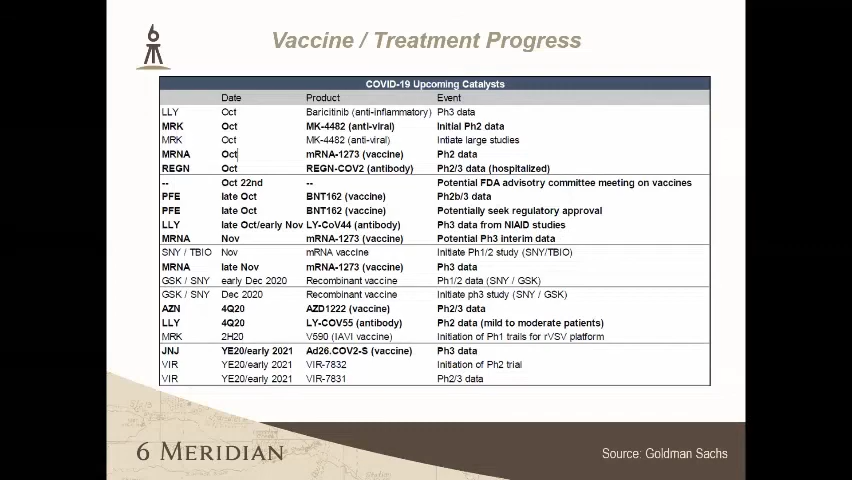 6
Vaccine / Treatment Progress
COVID-19 Upcoming Catalysts
Date Product Event
LLY Oct Baricitinib (anti-inflammatory) Ph3 data
MRK Oct MK-4482 (anti-viral) Initial Ph2 data
MRK Oct MK-4482 (anti-viral) Intiate large studies
MRNA Oct mRNA-1273 (vaccine) Ph2 data
REGN Oct REGN-COV2 (antibody) Ph2/3 data (hospitalized)
-- Oct 22nd -- Potential FDA advisotry committee meeting on vaccines
PFE late Oct BNT162 (vaccine) Ph2b/3 data
PFE late Oct BNT162 (vaccine) Potentially seek regulatory approval
LLY late Oct/early Nov LY-CoV44 (antibody) Ph3 data from NIAID studies
MRNA Nov mRNA-1273 (vaccine) Potential Ph3 interim data
SNY / TBIO Nov mRNA vaccine Initiate Ph1/2 study (SNY/TBIO)
MRNA late Nov mRNA-1273 (vaccine) Ph3 data
GSK / SNY early Dec 2020 Recombinant vaccine Ph1/2 data (SNY / GSK)
GSK / SNY Dec 2020 Recombinant vaccine Initiate ph3 study (SNY / GSK)
AZN 4Q20 AZD1222 (vaccine) Ph2/3 data
LLY 4Q20 LY-COV55 (antibody) Ph2 data (mild to moderate patients)
MRK 2H20 V590 (IAVI vaccine) Initiation of Ph1 trails for rVSV platform
JNJ YE20/early 2021 Ad26.COV2-S (vaccine) Ph3 data
VIR YE20/early 2021 VIR-7832 Initiation of Ph2 trial
VIR YE20/early 2021 VIR-7831 Ph2/3 data
6 MERIDIAN
Source: Goldman Sachs